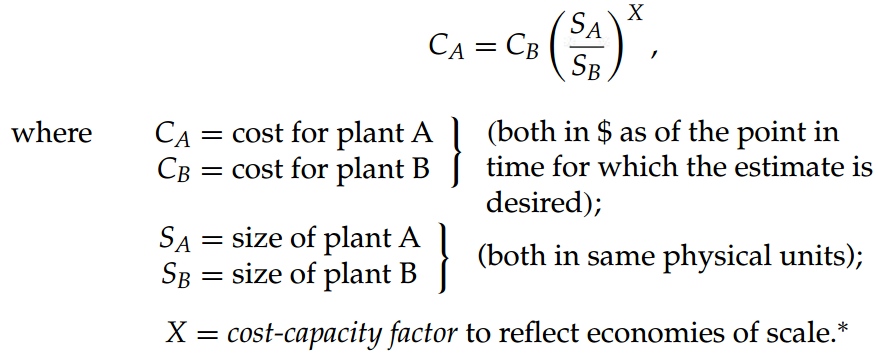 C_A = C_B (S_A / S_B)^X ,
where C_A = cost for plant A } (both in $ as of the point in
C_B = cost for plant B } time for which the estimate is
desired);
S_A = size of plant A
S_B = size of plant B } (both in same physical units);
X = cost-capacity factor to reflect economies of scale.*